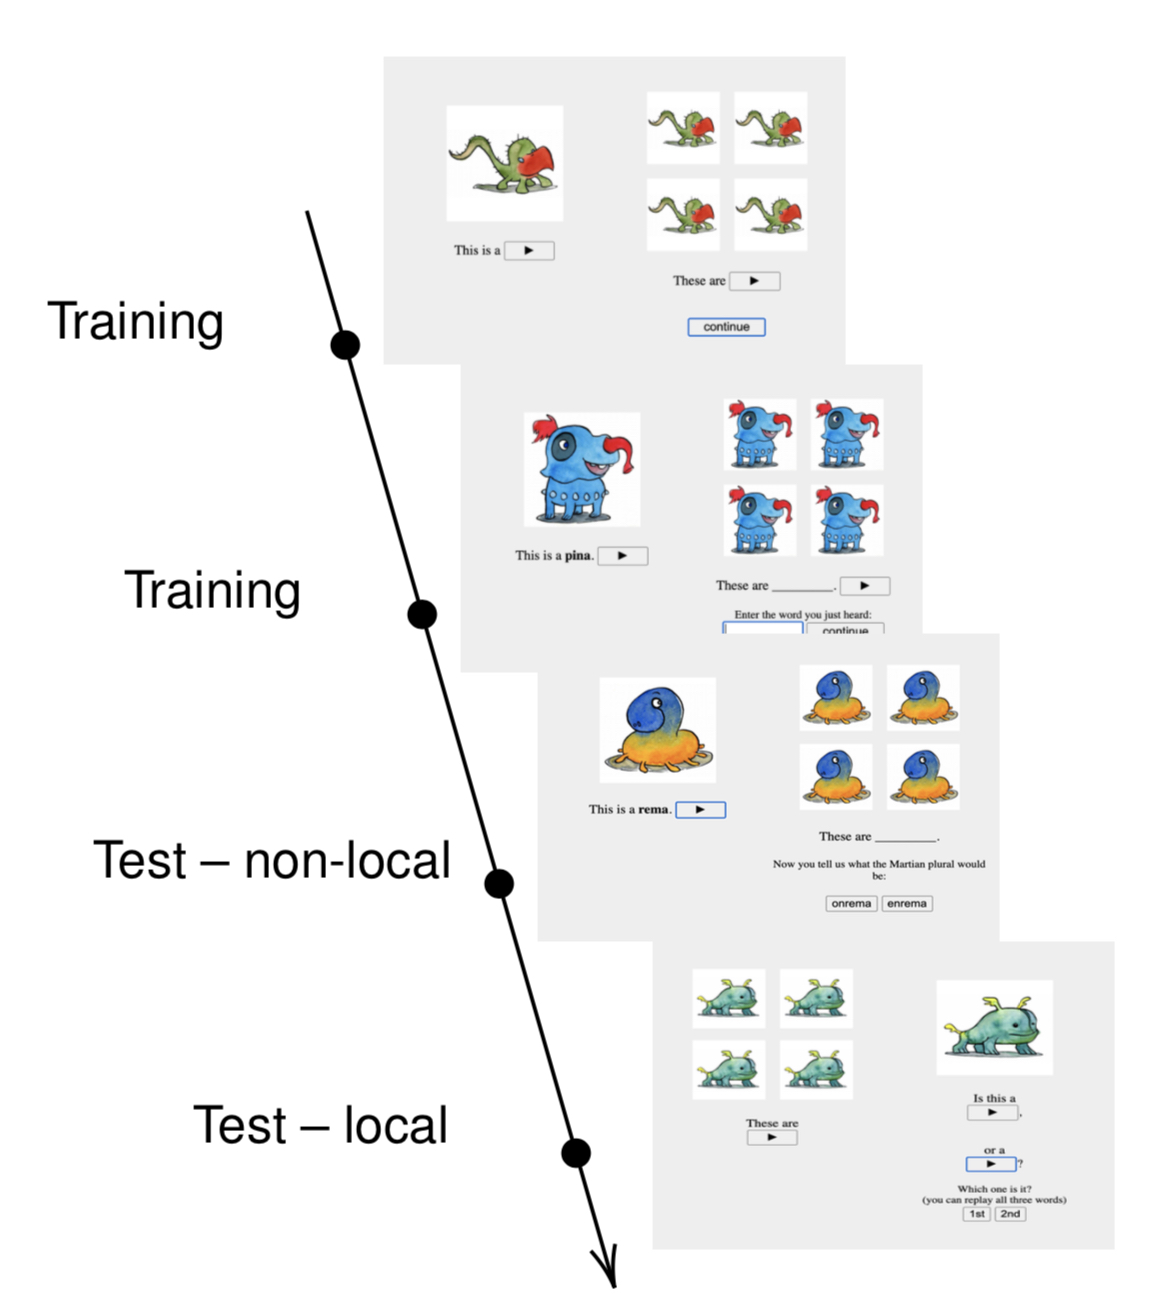 This is a ▶
These are ▶
continue
Training
This is a pina. ▶
These are ________. ▶
Enter the word you just heard:
continue
Training
This is a rema. ▶
These are ________.
Now you tell us what the Martian plural would
be:
onrema enrema
Test – non-local
These are
▶
Is this a
▶,
or a
▶?
Which one is it?
(you can replay all three words)
1st 2nd
Test – local